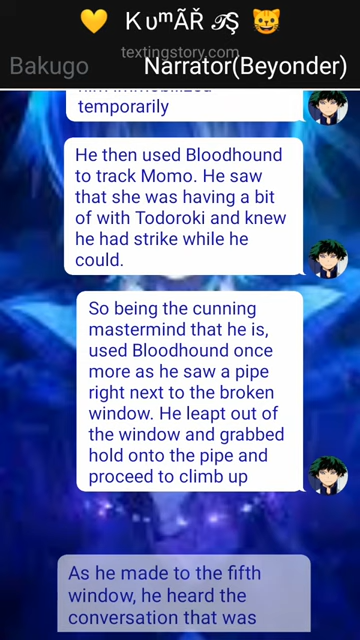 💛 KυᵐÃŘ 𝒯Ş 😺
textingstory.com
Bakugo Narrator(Beyonder)
temporarily
He then used Bloodhound
to track Momo. He saw
that she was having a bit
of with Todoroki and knew
he had strike while he
could.
So being the cunning
mastermind that he is,
used Bloodhound once
more as he saw a pipe
right next to the broken
window. He leapt out of
the window and grabbed
hold onto the pipe and
proceed to climb up
As he made to the fifth
window, he heard the
conversation that was